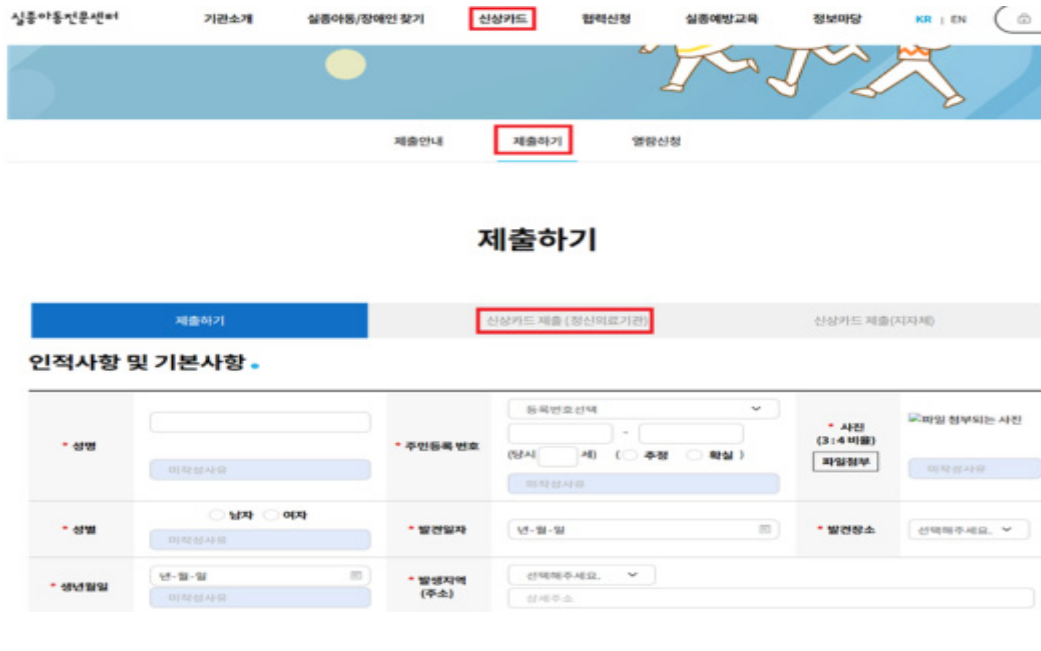 실종아동전문센터 기관소개 실종아동/장애인 찾기 신상카드 협력신청 실종예방교육 정보마당 KR | EN
제출안내 제출하기 열람신청
제출하기
제출하기 신상카드 제출 (정신의료기관) 신상카드 제출(지자체)
인적사항 및 기본사항
* 성명
미작성사유
* 주민등록 번호
등록번호선택
-
(당시 세) ( 추정 확실 )
미작성사유
* 사진
(3 : 4 비율)
파일첨부
파일 첨부되는 사진
미작성사유
* 성별
남자 여자
미작성사유
* 발견일자
년-월-일
* 발견장소
선택해주세요.
* 생년월일
년-월-일
미작성사유
* 발생지역
(주소)
선택해주세요.
상세주소